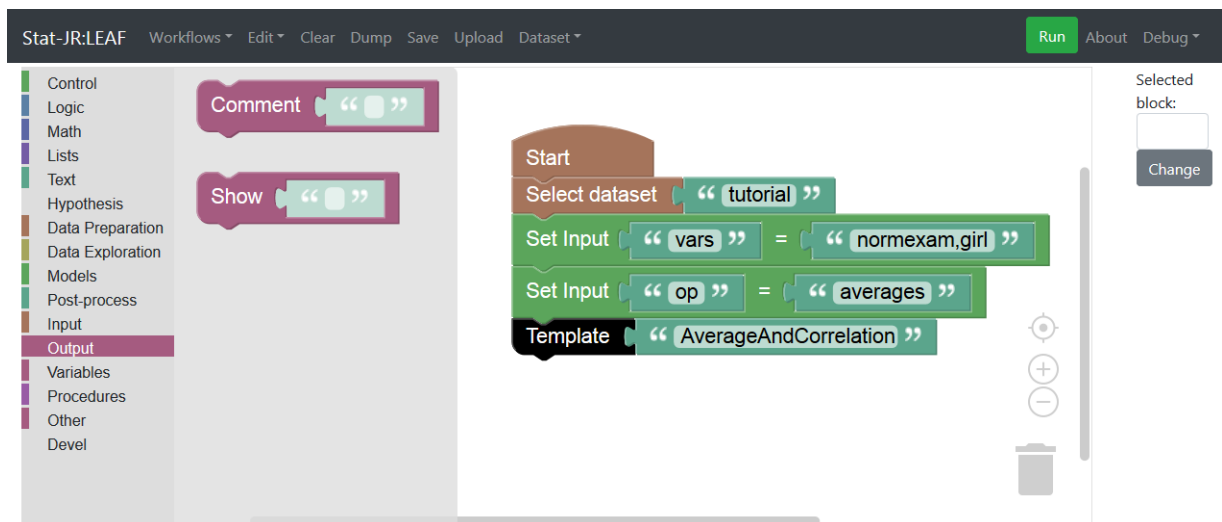 Stat-JR:LEAF Workflows Edit Clear Dump Save Upload Dataset Run About Debug
Control
Logic
Math
Lists
Text
Hypothesis
Data Preparation
Data Exploration
Models
Post-process
Input
Output
Variables
Procedures
Other
Devel
Comment “ ”
Show “ ”
Start
Select dataset “ tutorial ”
Set Input “ vars ” = “ normexam,girl ”
Set Input “ op ” = “ averages ”
Template “ AverageAndCorrelation ”
Selected
block:
Change